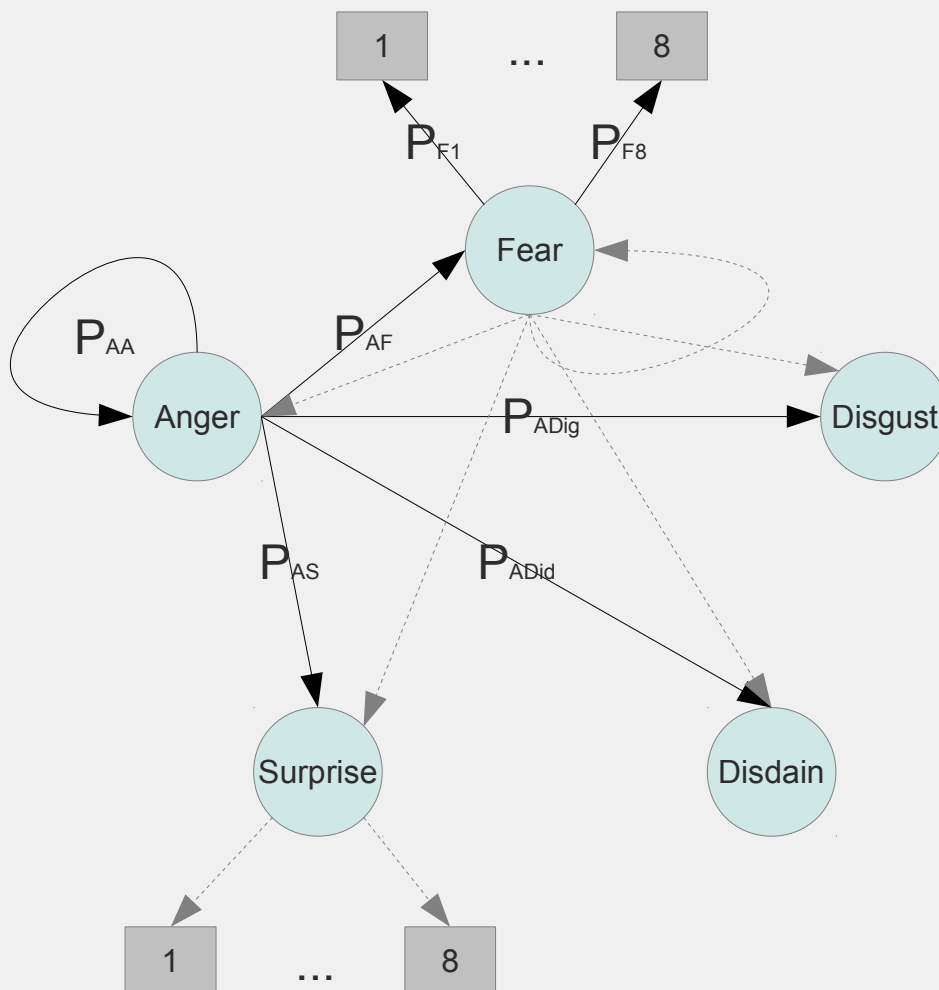 1 ... 8
PF1 PF8
Fear
PAF
PAA
Anger
PADig
Disgust
PAS
PADid
Surprise
Disdain
1 ... 8